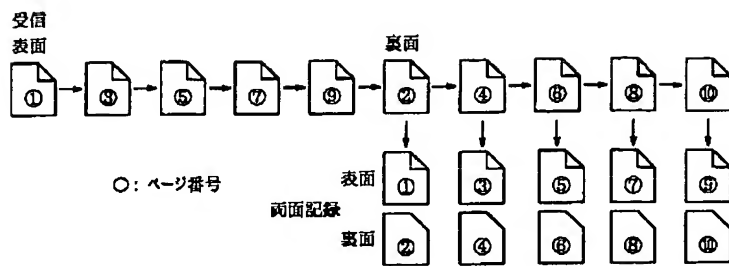 受信
表面 裏面
① ③ ⑤ ⑦ ⑨ ② ④ ⑥ ⑧ ⑩
表面 ① ③ ⑤ ⑦ ⑨
○: ページ番号
両面記録
裏面 ② ④ ⑥ ⑧ ⑩